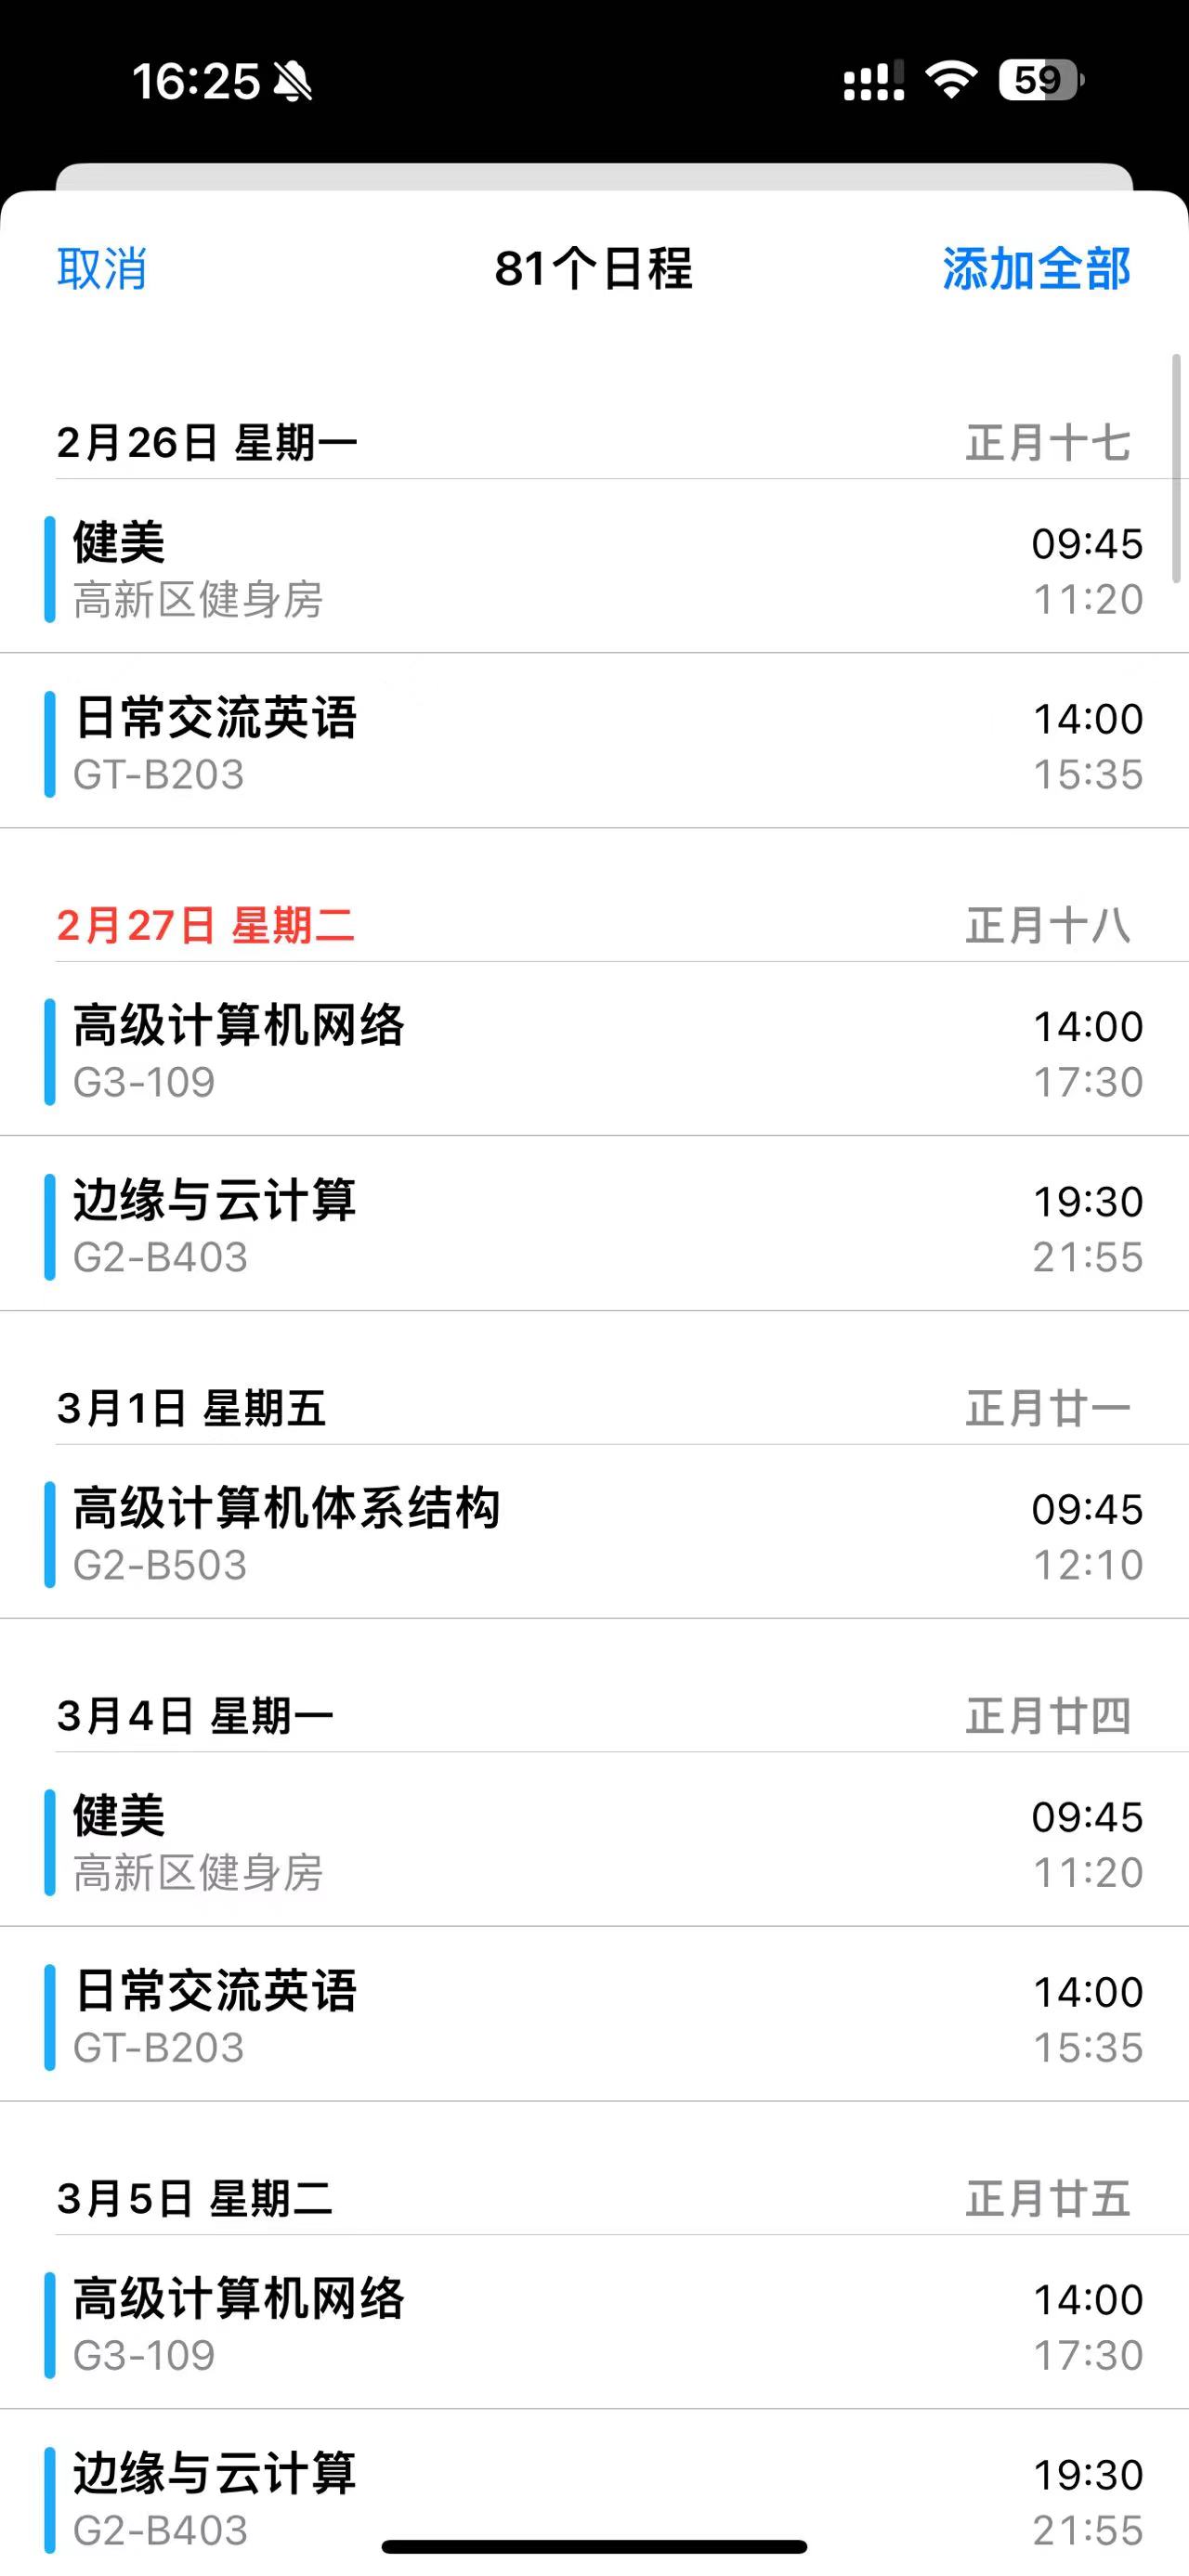 16:25
59
取消 81个日程 添加全部
2月26日 星期一 正月十七
健美 09:45
高新区健身房 11:20
日常交流英语 14:00
GT-B203 15:35
2月27日 星期二 正月十八
高级计算机网络 14:00
G3-109 17:30
边缘与云计算 19:30
G2-B403 21:55
3月1日 星期五 正月廿一
高级计算机体系结构 09:45
G2-B503 12:10
3月4日 星期一 正月廿四
健美 09:45
高新区健身房 11:20
日常交流英语 14:00
GT-B203 15:35
3月5日 星期二 正月廿五
高级计算机网络 14:00
G3-109 17:30
边缘与云计算 19:30
G2-B403 21:55